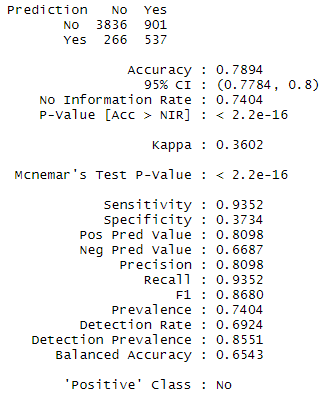 Prediction No Yes
No 3836 901
Yes 266 537
Accuracy : 0.7894
95% CI : (0.7784, 0.8)
No Information Rate : 0.7404
P-Value [Acc > NIR] : < 2.2e-16
Kappa : 0.3602
Mcnemar's Test P-Value : < 2.2e-16
Sensitivity : 0.9352
Specificity : 0.3734
Pos Pred Value : 0.8098
Neg Pred Value : 0.6687
Precision : 0.8098
Recall : 0.9352
F1 : 0.8680
Prevalence : 0.7404
Detection Rate : 0.6924
Detection Prevalence : 0.8551
Balanced Accuracy : 0.6543
'Positive' Class : No